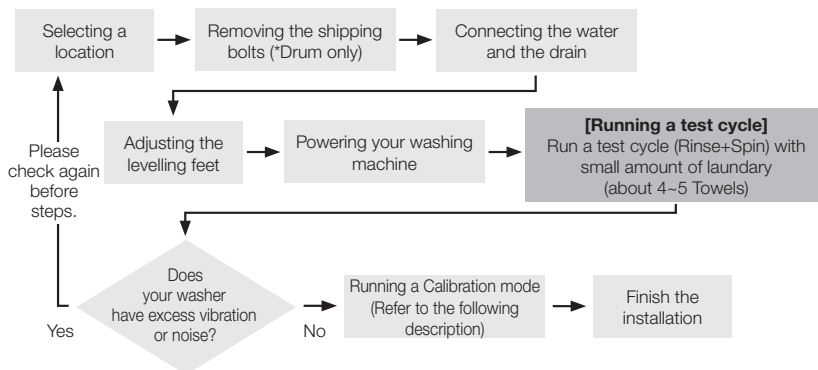 Selecting a
location
Removing the shipping
bolts (*Drum only)
Connecting the water
and the drain
Adjusting the
levelling feet
Powering your washing
machine
[Running a test cycle]
Run a test cycle (Rinse+Spin) with
small amount of laundary
(about 4~5 Towels)
Please
check again
before
steps.
Does
your washer
have excess vibration
or noise?
Yes
No
Running a Calibration mode
(Refer to the following
description)
Finish the
installation